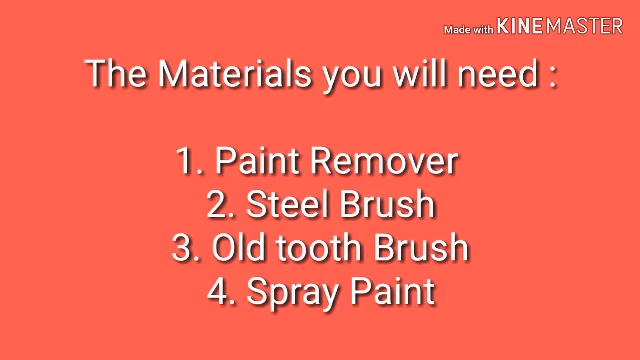 Made with KINEMASTER
The Materials you will need :
1. Paint Remover
2. Steel Brush
3. Old tooth Brush
4. Spray Paint